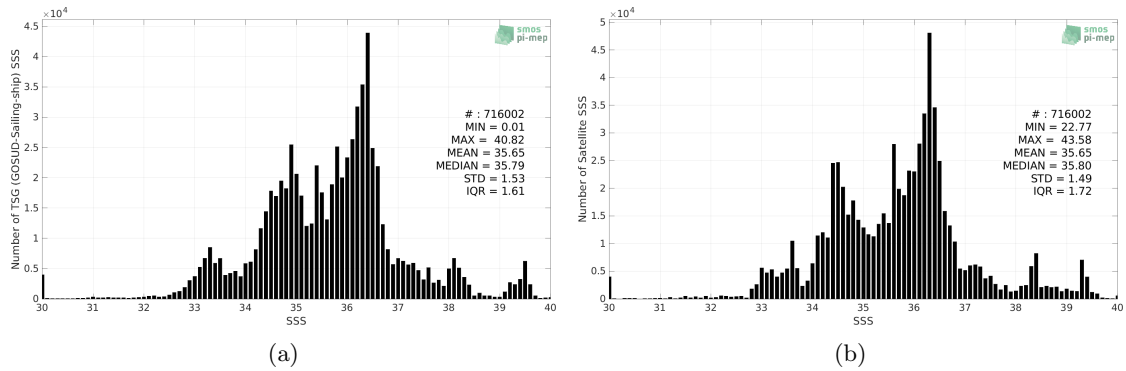 ×10⁴
4.5
4
3.5
3
2.5
2
1.5
1
0.5
0
Number of TSG (GOSUD-Sailing-ship) SSS
smos
pi-mep
# : 716002
MIN = 0.01
MAX = 40.82
MEAN = 35.65
MEDIAN = 35.79
STD = 1.53
IQR = 1.61
30 31 32 33 34 35 36 37 38 39 40
SSS
(a)
×10⁴
5
4.5
4
3.5
3
2.5
2
1.5
1
0.5
0
Number of Satellite SSS
smos
pi-mep
# : 716002
MIN = 22.77
MAX = 43.58
MEAN = 35.65
MEDIAN = 35.80
STD = 1.49
IQR = 1.72
30 31 32 33 34 35 36 37 38 39 40
SSS
(b)